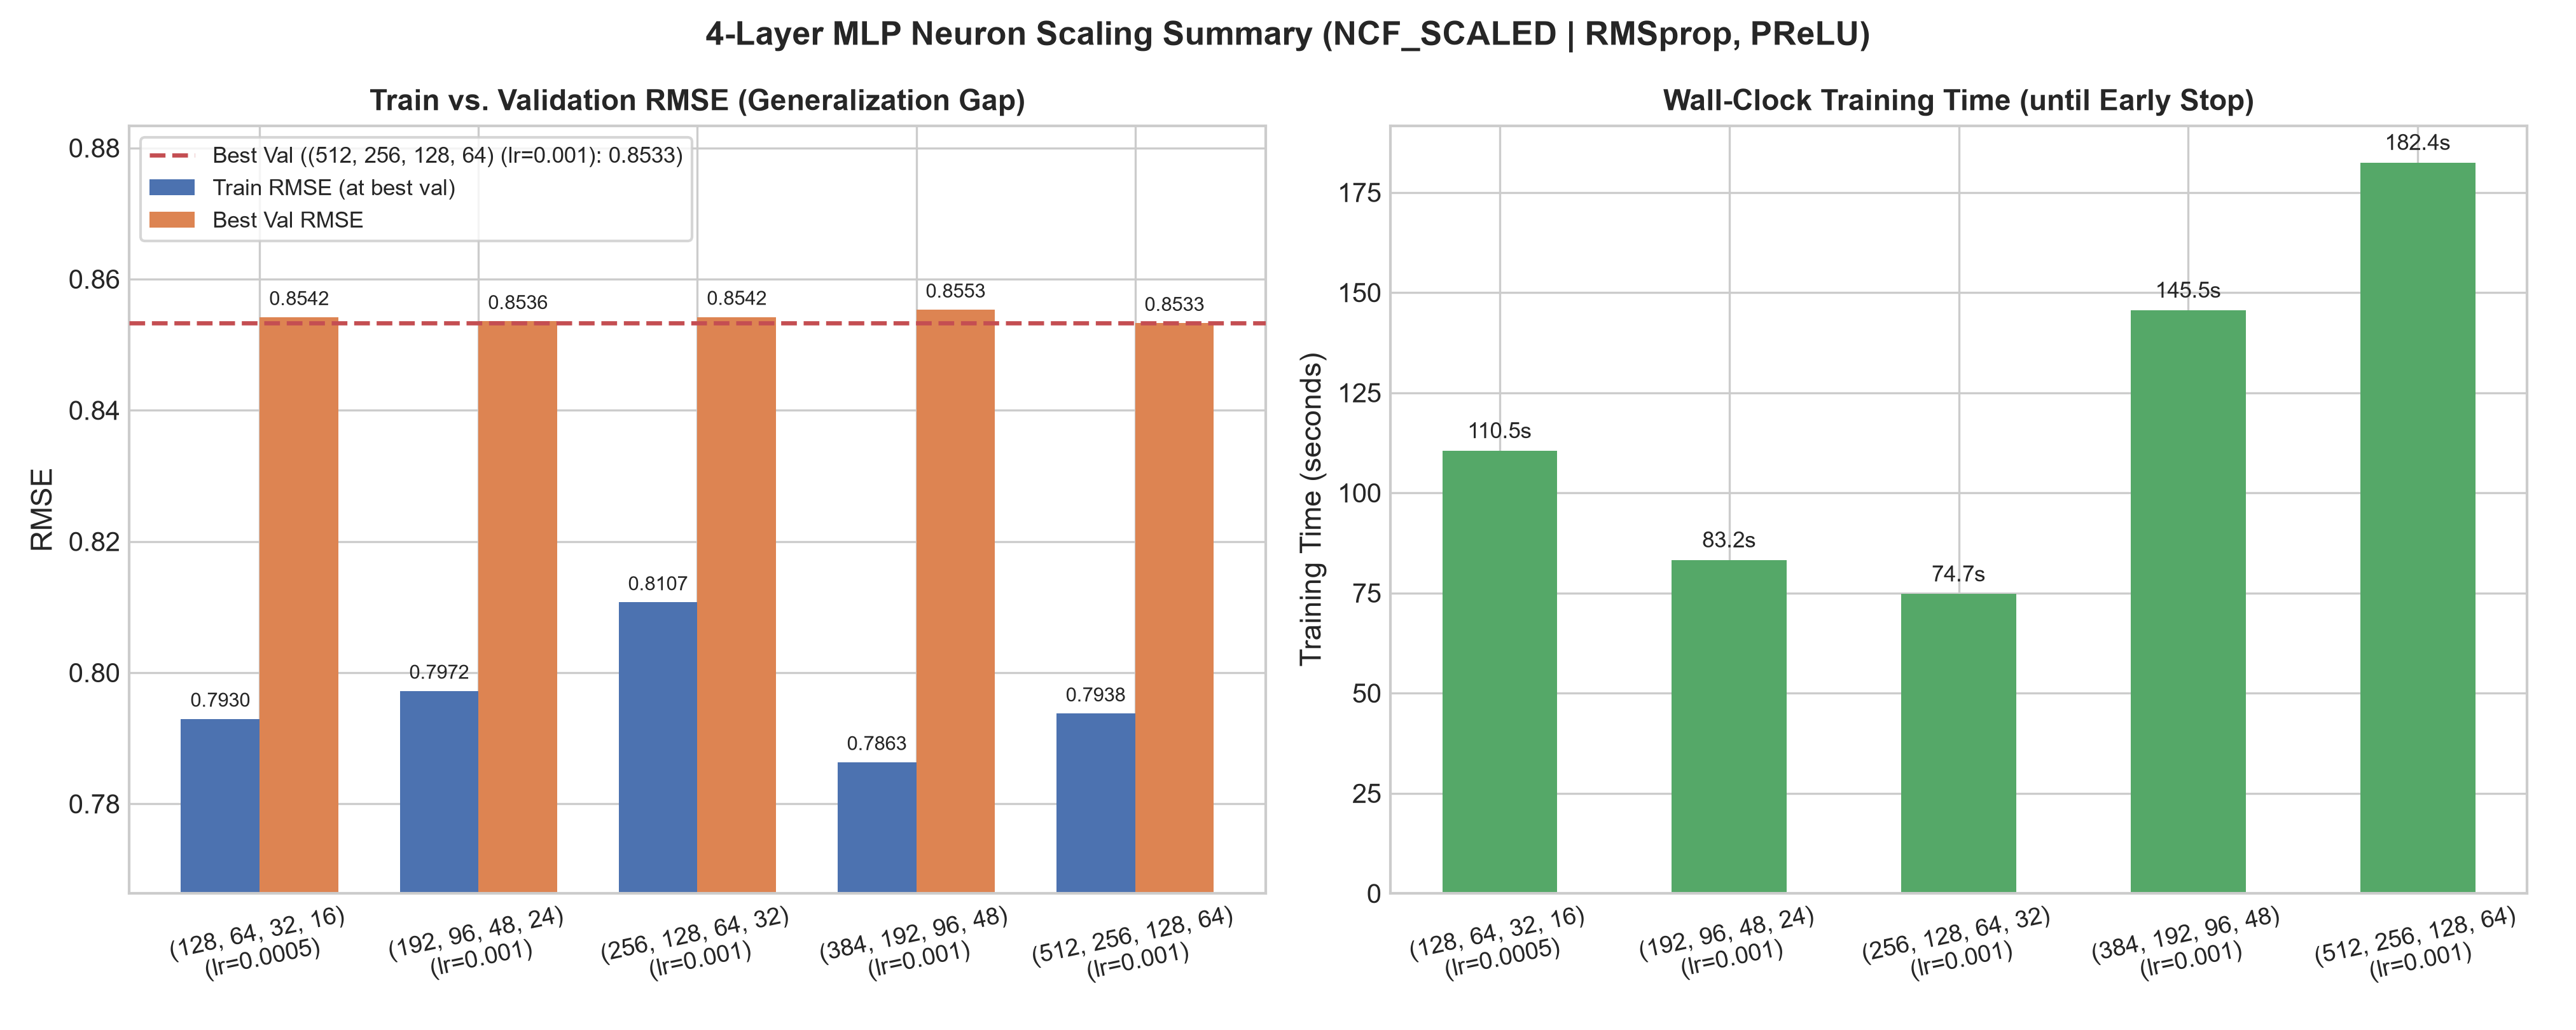 4-Layer MLP Neuron Scaling Summary (NCF_SCALED | RMSprop, PReLU)
Train vs. Validation RMSE (Generalization Gap)
Best Val ((512, 256, 128, 64) (lr=0.001): 0.8533)
Train RMSE (at best val)
Best Val RMSE
RMSE
0.88
0.86
0.84
0.82
0.80
0.78
0.7930
0.8542
0.7972
0.8536
0.8107
0.8542
0.7863
0.8553
0.7938
0.8533
(128, 64, 32, 16)
(lr=0.0005)
(192, 96, 48, 24)
(lr=0.001)
(256, 128, 64, 32)
(lr=0.001)
(384, 192, 96, 48)
(lr=0.001)
(512, 256, 128, 64)
(lr=0.001)
Wall-Clock Training Time (until Early Stop)
Training Time (seconds)
175
150
125
100
75
50
25
0
110.5s
83.2s
74.7s
145.5s
182.4s
(128, 64, 32, 16)
(lr=0.0005)
(192, 96, 48, 24)
(lr=0.001)
(256, 128, 64, 32)
(lr=0.001)
(384, 192, 96, 48)
(lr=0.001)
(512, 256, 128, 64)
(lr=0.001)